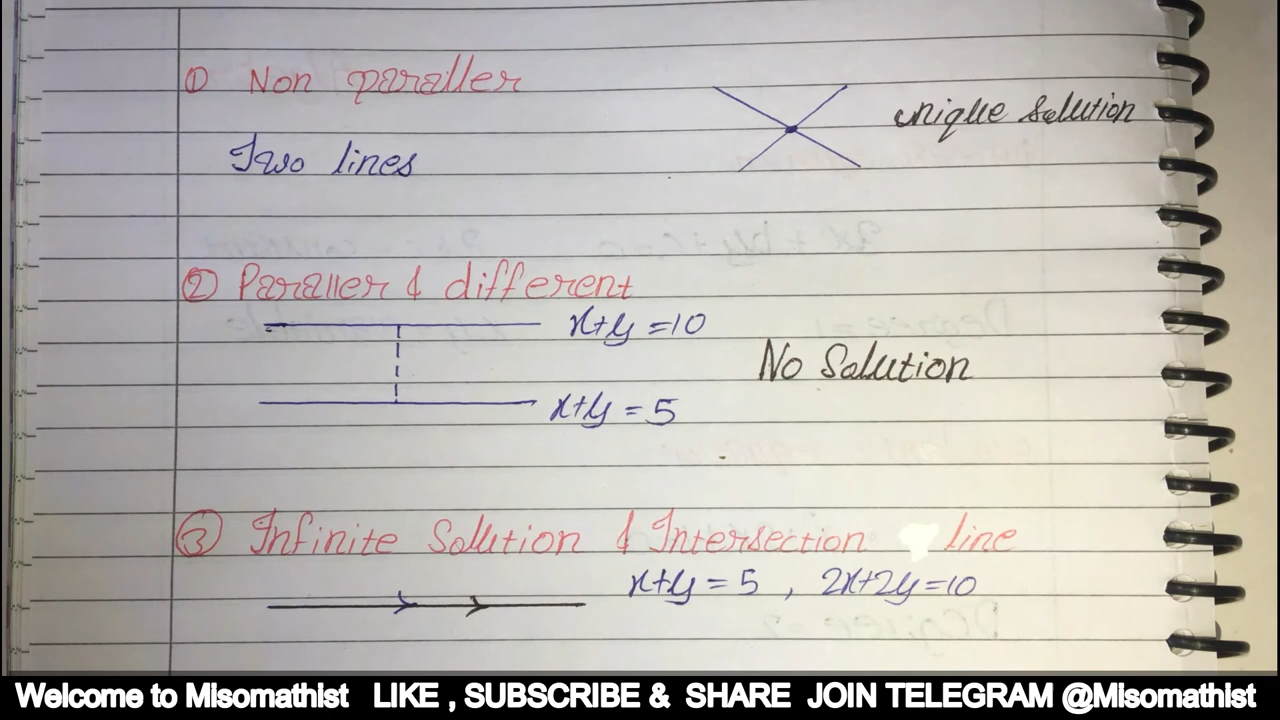 ① Non paraller
unique solution
Two lines
② Paraller & different
x+y=10
No Solution
x+y=5
③ Infinite Solution & Intersection line
x+y=5 , 2x+2y=10
Welcome to Misomathist LIKE , SUBSCRIBE & SHARE JOIN TELEGRAM @Misomathist